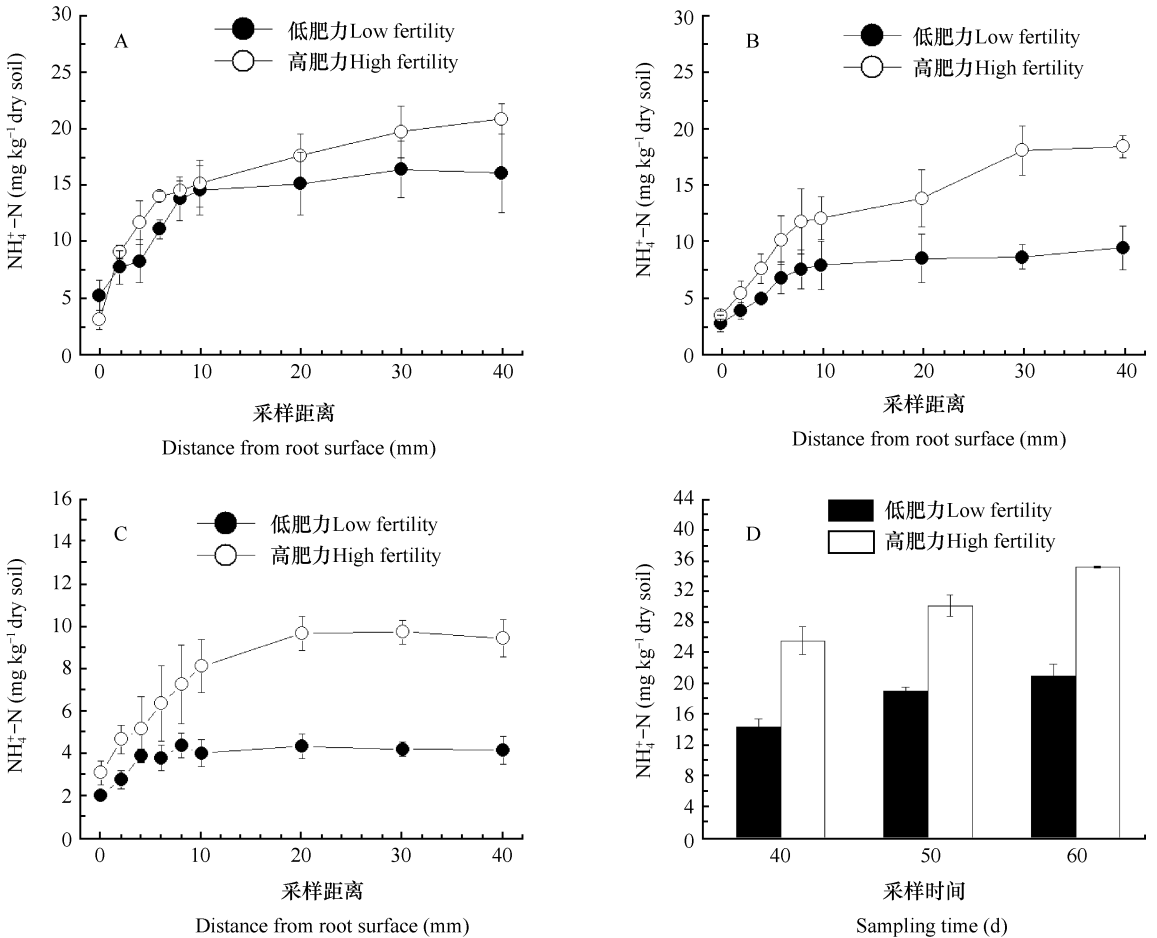 A
低肥力Low fertility
高肥力High fertility
NH₄⁺−N (mg kg⁻¹ dry soil)
30
25
20
15
10
5
0
0 10 20 30 40
采样距离
Distance from root surface (mm)
B
低肥力Low fertility
高肥力High fertility
NH₄⁺−N (mg kg⁻¹ dry soil)
30
25
20
15
10
5
0
0 10 20 30 40
采样距离
Distance from root surface (mm)
C
低肥力Low fertility
高肥力High fertility
NH₄⁺−N (mg kg⁻¹ dry soil)
16
14
12
10
8
6
4
2
0
0 10 20 30 40
采样距离
Distance from root surface (mm)
D
低肥力Low fertility
高肥力High fertility
NH₄⁺−N (mg kg⁻¹ dry soil)
44
40
36
32
28
24
20
16
12
8
4
0
40 50 60
采样时间
Sampling time (d)